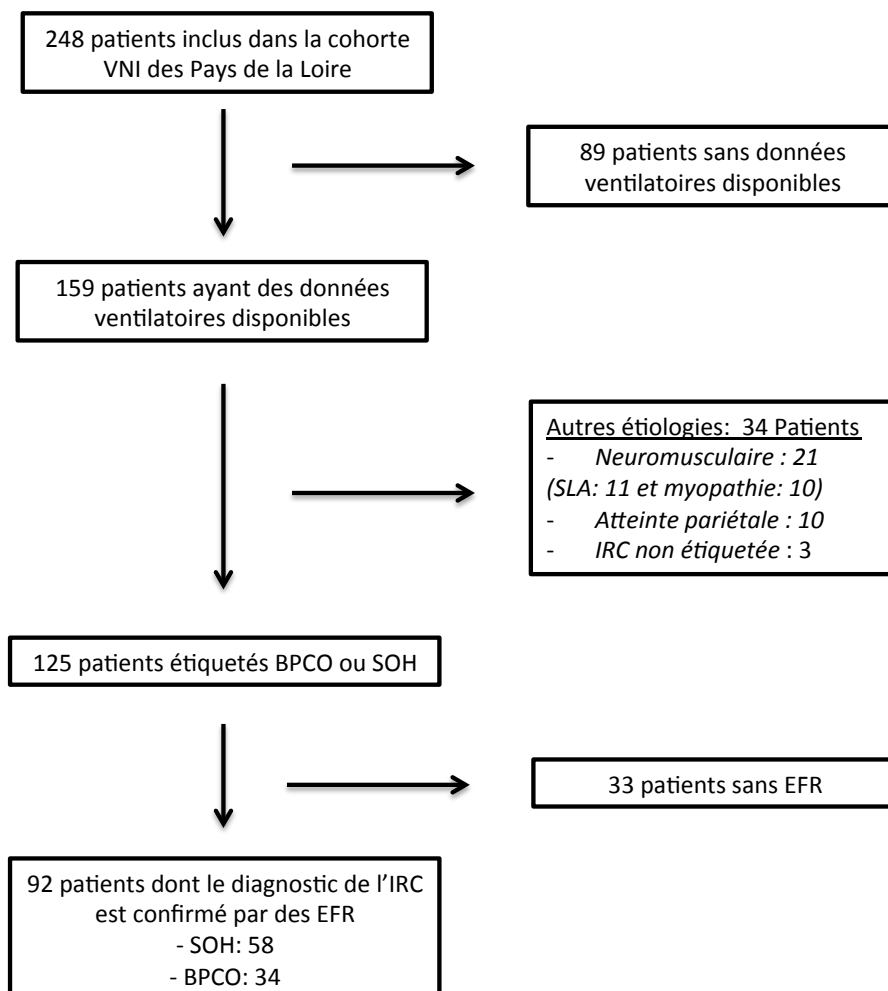 248 patients inclus dans la cohorte
VNI des Pays de la Loire
89 patients sans données
ventilatoires disponibles
159 patients ayant des données
ventilatoires disponibles
Autres étiologies: 34 Patients
- Neuromusculaire : 21
(SLA: 11 et myopathie: 10)
- Atteinte pariétale : 10
- IRC non étiquetée : 3
125 patients étiquetés BPCO ou SOH
33 patients sans EFR
92 patients dont le diagnostic de l’IRC
est confirmé par des EFR
- SOH: 58
- BPCO: 34